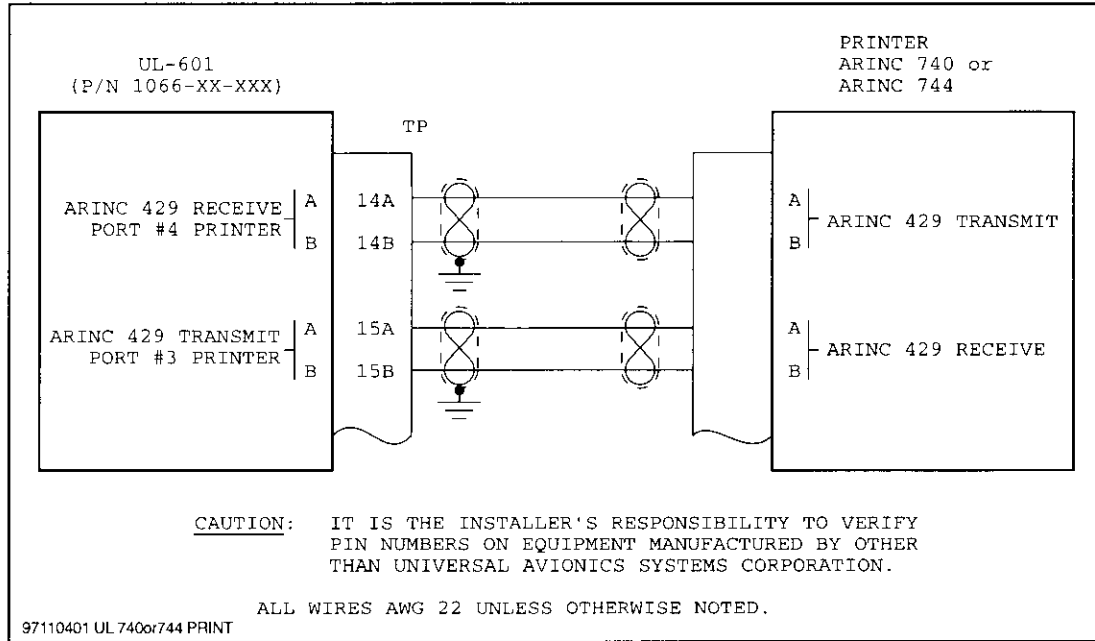 UL-601
(P/N 1066-XX-XXX)
PRINTER
ARINC 740 or
ARINC 744
TP
ARINC 429 RECEIVE
PORT #4 PRINTER
A
B
14A
14B
A
B
ARINC 429 TRANSMIT
ARINC 429 TRANSMIT
PORT #3 PRINTER
A
B
15A
15B
A
B
ARINC 429 RECEIVE
CAUTION: IT IS THE INSTALLER'S RESPONSIBILITY TO VERIFY
PIN NUMBERS ON EQUIPMENT MANUFACTURED BY OTHER
THAN UNIVERSAL AVIONICS SYSTEMS CORPORATION.
ALL WIRES AWG 22 UNLESS OTHERWISE NOTED.
97110401 UL 740or744 PRINT